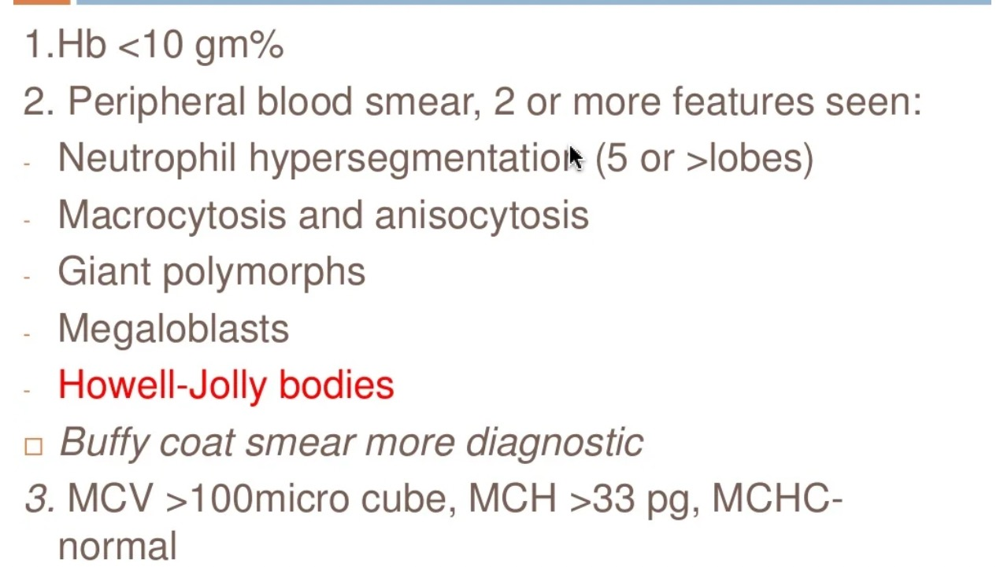 1.Hb <10 gm%
2. Peripheral blood smear, 2 or more features seen:
- Neutrophil hypersegmentation (5 or >lobes)
- Macrocytosis and anisocytosis
- Giant polymorphs
- Megaloblasts
- Howell-Jolly bodies
□ Buffy coat smear more diagnostic
3. MCV >100micro cube, MCH >33 pg, MCHC-
normal